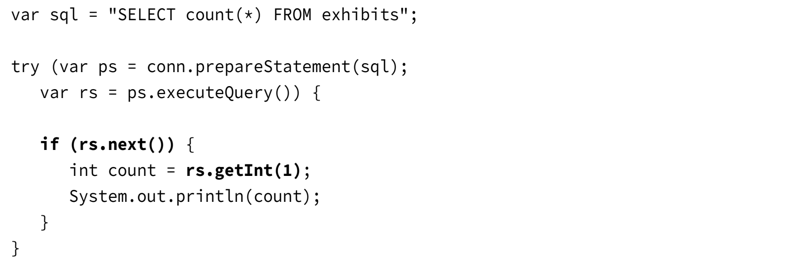 var sql = "SELECT count(*) FROM exhibits";
try (var ps = conn.prepareStatement(sql);
var rs = ps.executeQuery()) {
if (rs.next()) {
int count = rs.getInt(1);
System.out.println(count);
}
}